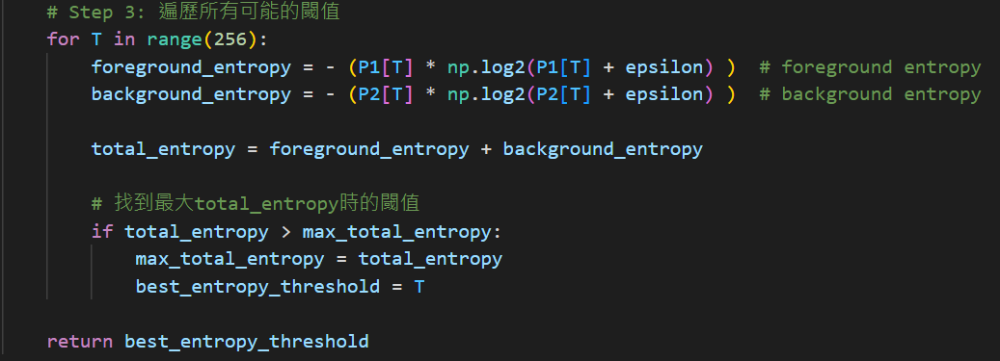 # Step 3: 遍歷所有可能的閾值
for T in range(256):
    foreground_entropy = - (P1[T] * np.log2(P1[T] + epsilon) )  # foreground entropy
    background_entropy = - (P2[T] * np.log2(P2[T] + epsilon) )  # background entropy
    total_entropy = foreground_entropy + background_entropy
    # 找到最大total_entropy時的閾值
    if total_entropy > max_total_entropy:
        max_total_entropy = total_entropy
        best_entropy_threshold = T
return best_entropy_threshold